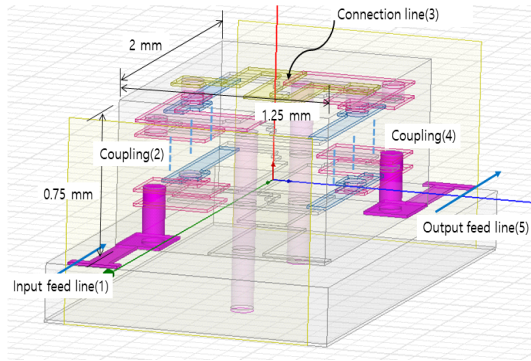 Connection line(3)
2 mm
1.25 mm
Coupling(2)
Coupling(4)
0.75 mm
Output feed line(5)
Input feed line(1)